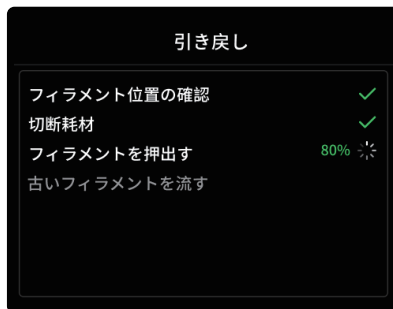 引き戻し
フィラメント位置の確認
切断耗材
フィラメントを押出す 80%
古いフィラメントを流す